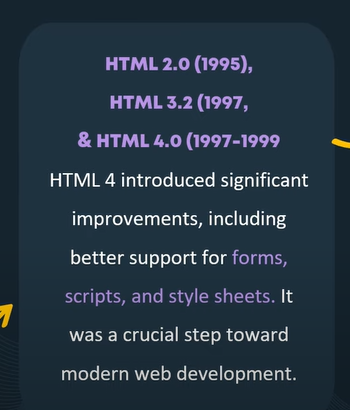 HTML 2.0 (1995),
HTML 3.2 (1997,
& HTML 4.0 (1997-1999
HTML 4 introduced significant
improvements, including
better support for forms,
scripts, and style sheets. It
was a crucial step toward
modern web development.